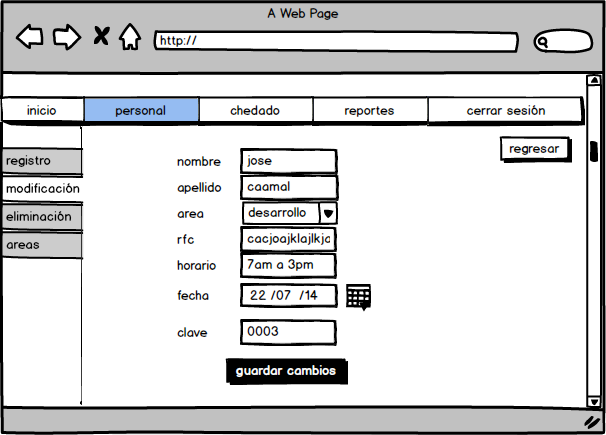 A Web Page
http://
inicio personal chedado reportes cerrar sesión
regresar
registro
modificación
eliminación
areas
nombre jose
apellido caamal
area desarrollo
rfc cacjoajklajlkjc
horario 7am a 3pm
fecha 22 /07 /14
clave 0003
guardar cambios